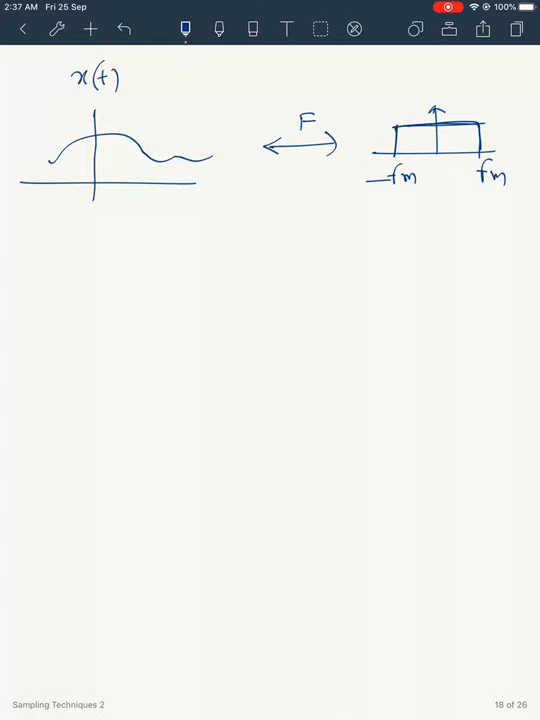 2:37 AM Fri 25 Sep
100%
x(t)
F
-fm
fm
Sampling Techniques 2
18 of 26